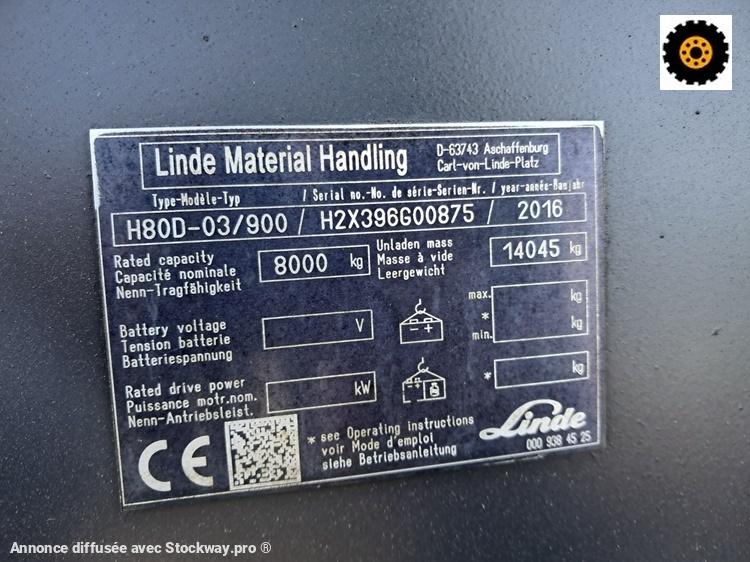 Linde Material Handling
D-63743 Aschaffenburg
Carl-von-Linde-Platz
Type-Modèle-Typ / Serial no.-No. de série-Serien-Nr. / year-année-Baujahr
H80D-03/900 / H2X396G00875 / 2016
Rated capacity
Capacité nominale
Nenn-Tragfähigkeit
8000 kg
Unladen mass
Masse à vide
Leergewicht
14045 kg
Battery voltage
Tension batterie
Batteriespannung
V
- +
max. kg
*
min. kg
Rated drive power
Puissance motr.nom.
Nenn-Antriebsleist.
kW
- +
* kg
CE
* see Operating instructions
voir Mode d'emploi
siehe Betriebsanleitung
Linde
000 938 45 25
Annonce diffusée avec Stockway.pro ®